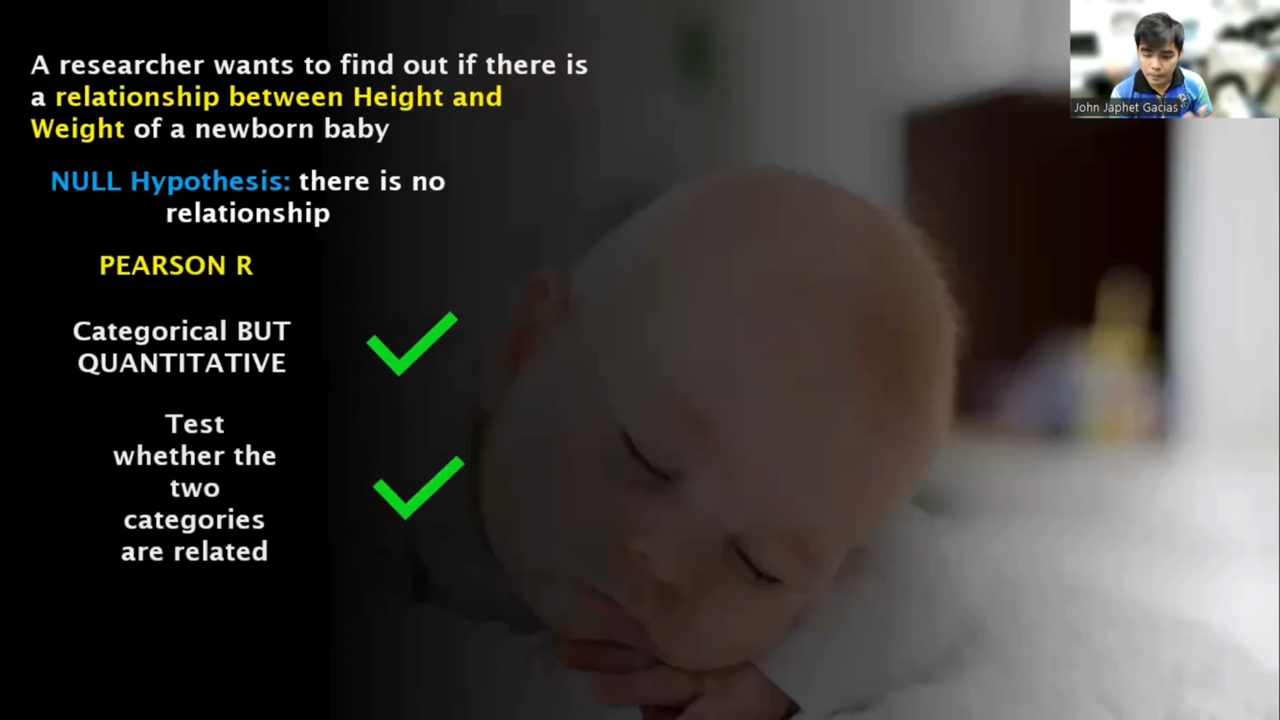 A researcher wants to find out if there is
a relationship between Height and
Weight of a newborn baby
NULL Hypothesis: there is no
relationship
PEARSON R
Categorical BUT
QUANTITATIVE
Test
whether the
two
categories
are related
John Japhet Gacias